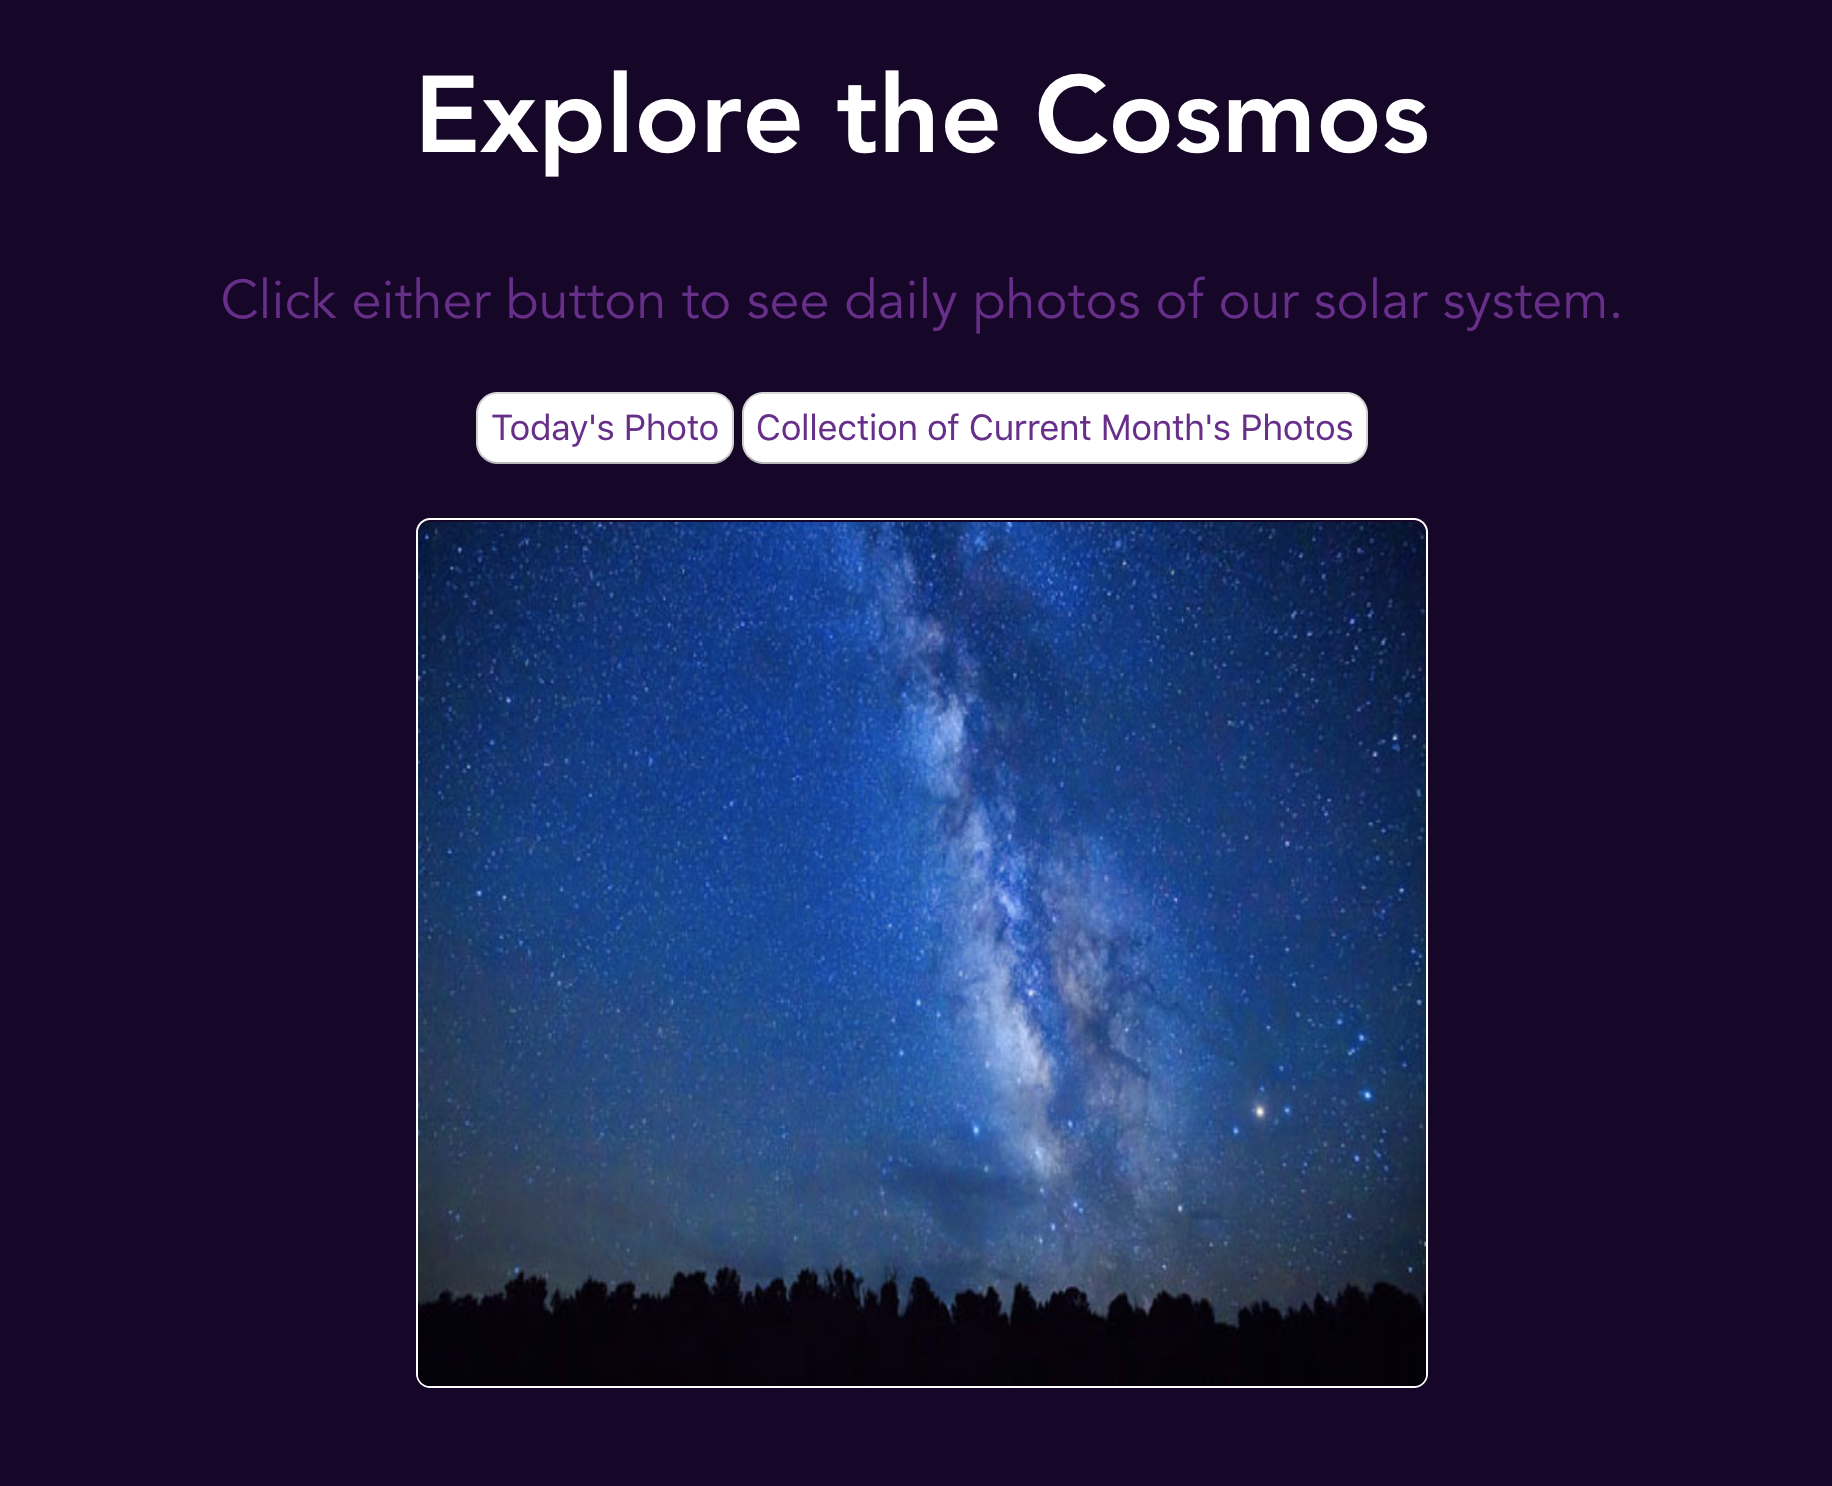 Explore the Cosmos
Click either button to see daily photos of our solar system.
Today's Photo
Collection of Current Month's Photos